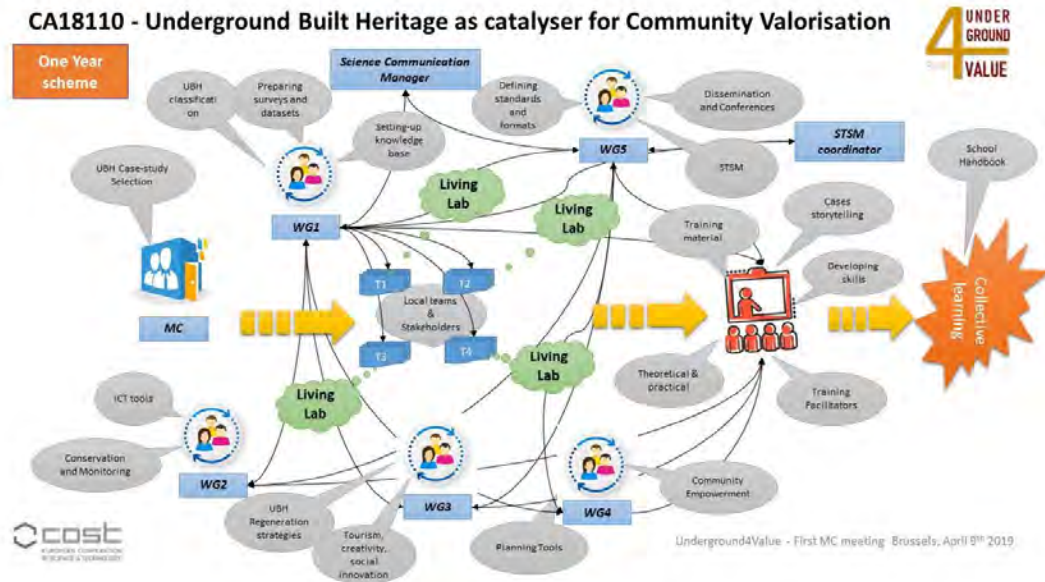 CA18110 - Underground Built Heritage as catalyser for Community Valorisation
UNDER
GROUND
4
VALUE
One Year
scheme
UBH
classificati
on
Preparing
surveys and
datasets
Science Communication
Manager
Setting-up
knowledge
base
Defining
standards
and
formats
Dissemination
and Conferences
WG5
STSM
STSM
coordinator
School
Handbook
UBH Case-study
Selection
WG1
Living
Lab
Living
Lab
Training
material
Cases
storytelling
Developing
skills
T1
T2
Local teams
&
Stakeholders
T3
T4
MC
Collective
learning
Living
Lab
Living
Lab
Theoretical &
practical
Training
Facilitators
ICT tools
Conservation
and Monitoring
WG2
UBH
Regeneration
strategies
Tourism,
creativity,
social
innovation
WG3
WG4
Planning Tools
Community
Empowerment
cost
EUROPEAN COOPERATION
IN SCIENCE & TECHNOLOGY
Underground4Value - First MC meeting Brussels, April 9th 2019